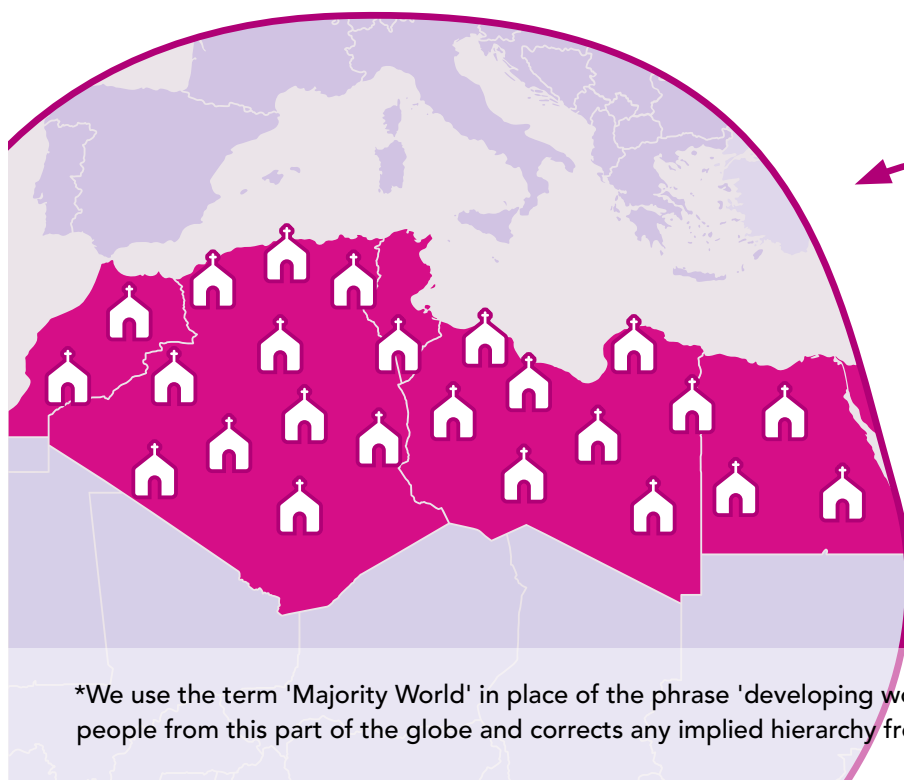 *We use the term 'Majority World' in place of the phrase 'developing
people from this part of the globe and corrects any implied hierarchy